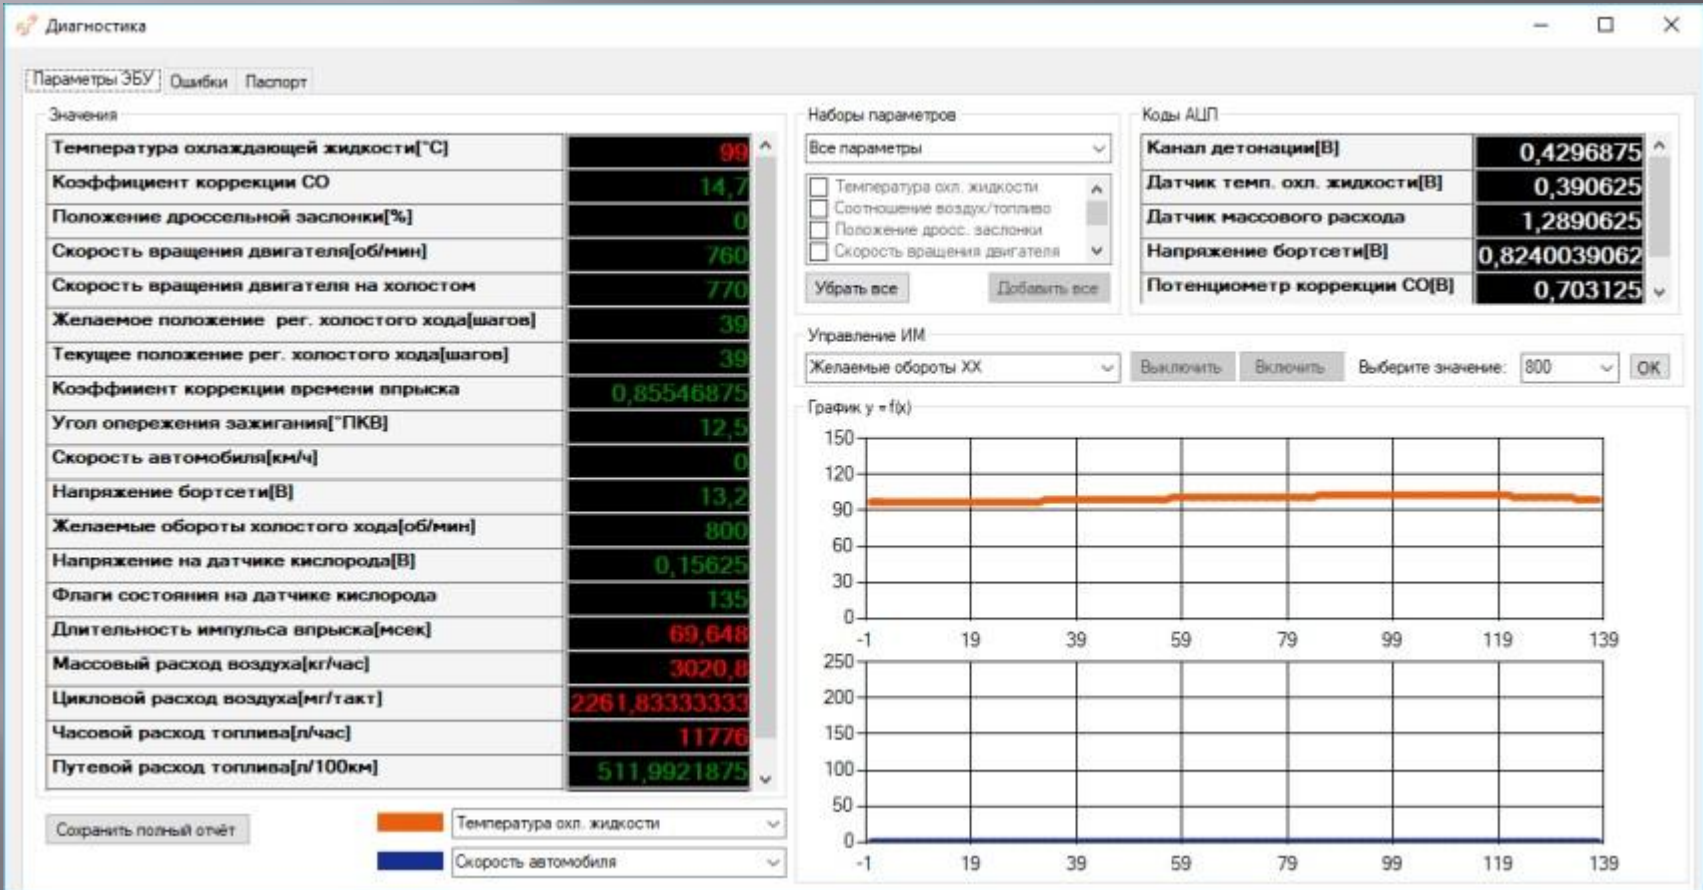 Диагностика
Параметры ЭБУ Ошибки Паспорт
Значения
Температура охлаждающей жидкости[°C] 99
Коэффициент коррекции СО 14,7
Положение дроссельной заслонки[%] 0
Скорость вращения двигателя[об/мин] 760
Скорость вращения двигателя на холостом 770
Желаемое положение рег. холостого хода[шагов] 39
Текущее положение рег. холостого хода[шагов] 39
Коэффииент коррекции времени впрыска 0,85546875
Угол опережения зажигания[°ПКВ] 12,5
Скорость автомобиля[км/ч] 0
Напряжение бортсети[В] 13,2
Желаемые обороты холостого хода[об/мин] 800
Напряжение на датчике кислорода[В] 0,15625
Флаги состояния на датчике кислорода 135
Длительность импульса впрыска[мсек] 69,648
Массовый расход воздуха[кг/час] 3020,8
Цикловой расход воздуха[мг/такт] 2261,83333333
Часовой расход топлива[л/час] 11776
Путевой расход топлива[л/100км] 511,9921875
Сохранить полный отчёт
Температура охл. жидкости
Скорость автомобиля
Наборы параметров
Все параметры
Температура охл. жидкости
Соотношение воздух/топливо
Положение дросс. заслонки
Скорость вращения двигателя
Убрать все Добавить все
Коды АЦП
Канал детонации[В] 0,4296875
Датчик темп. охл. жидкости[В] 0,390625
Датчик массового расхода 1,2890625
Напряжение бортсети[В] 0,8240039062
Потенциометр коррекции СО[В] 0,703125
Управление ИМ
Желаемые обороты ХХ Выключить Включить Выберите значение: 800 OK
График y = f(x)
150
120
90
60
30
0
-1 19 39 59 79 99 119 139
250
200
150
100
50
0
-1 19 39 59 79 99 119 139